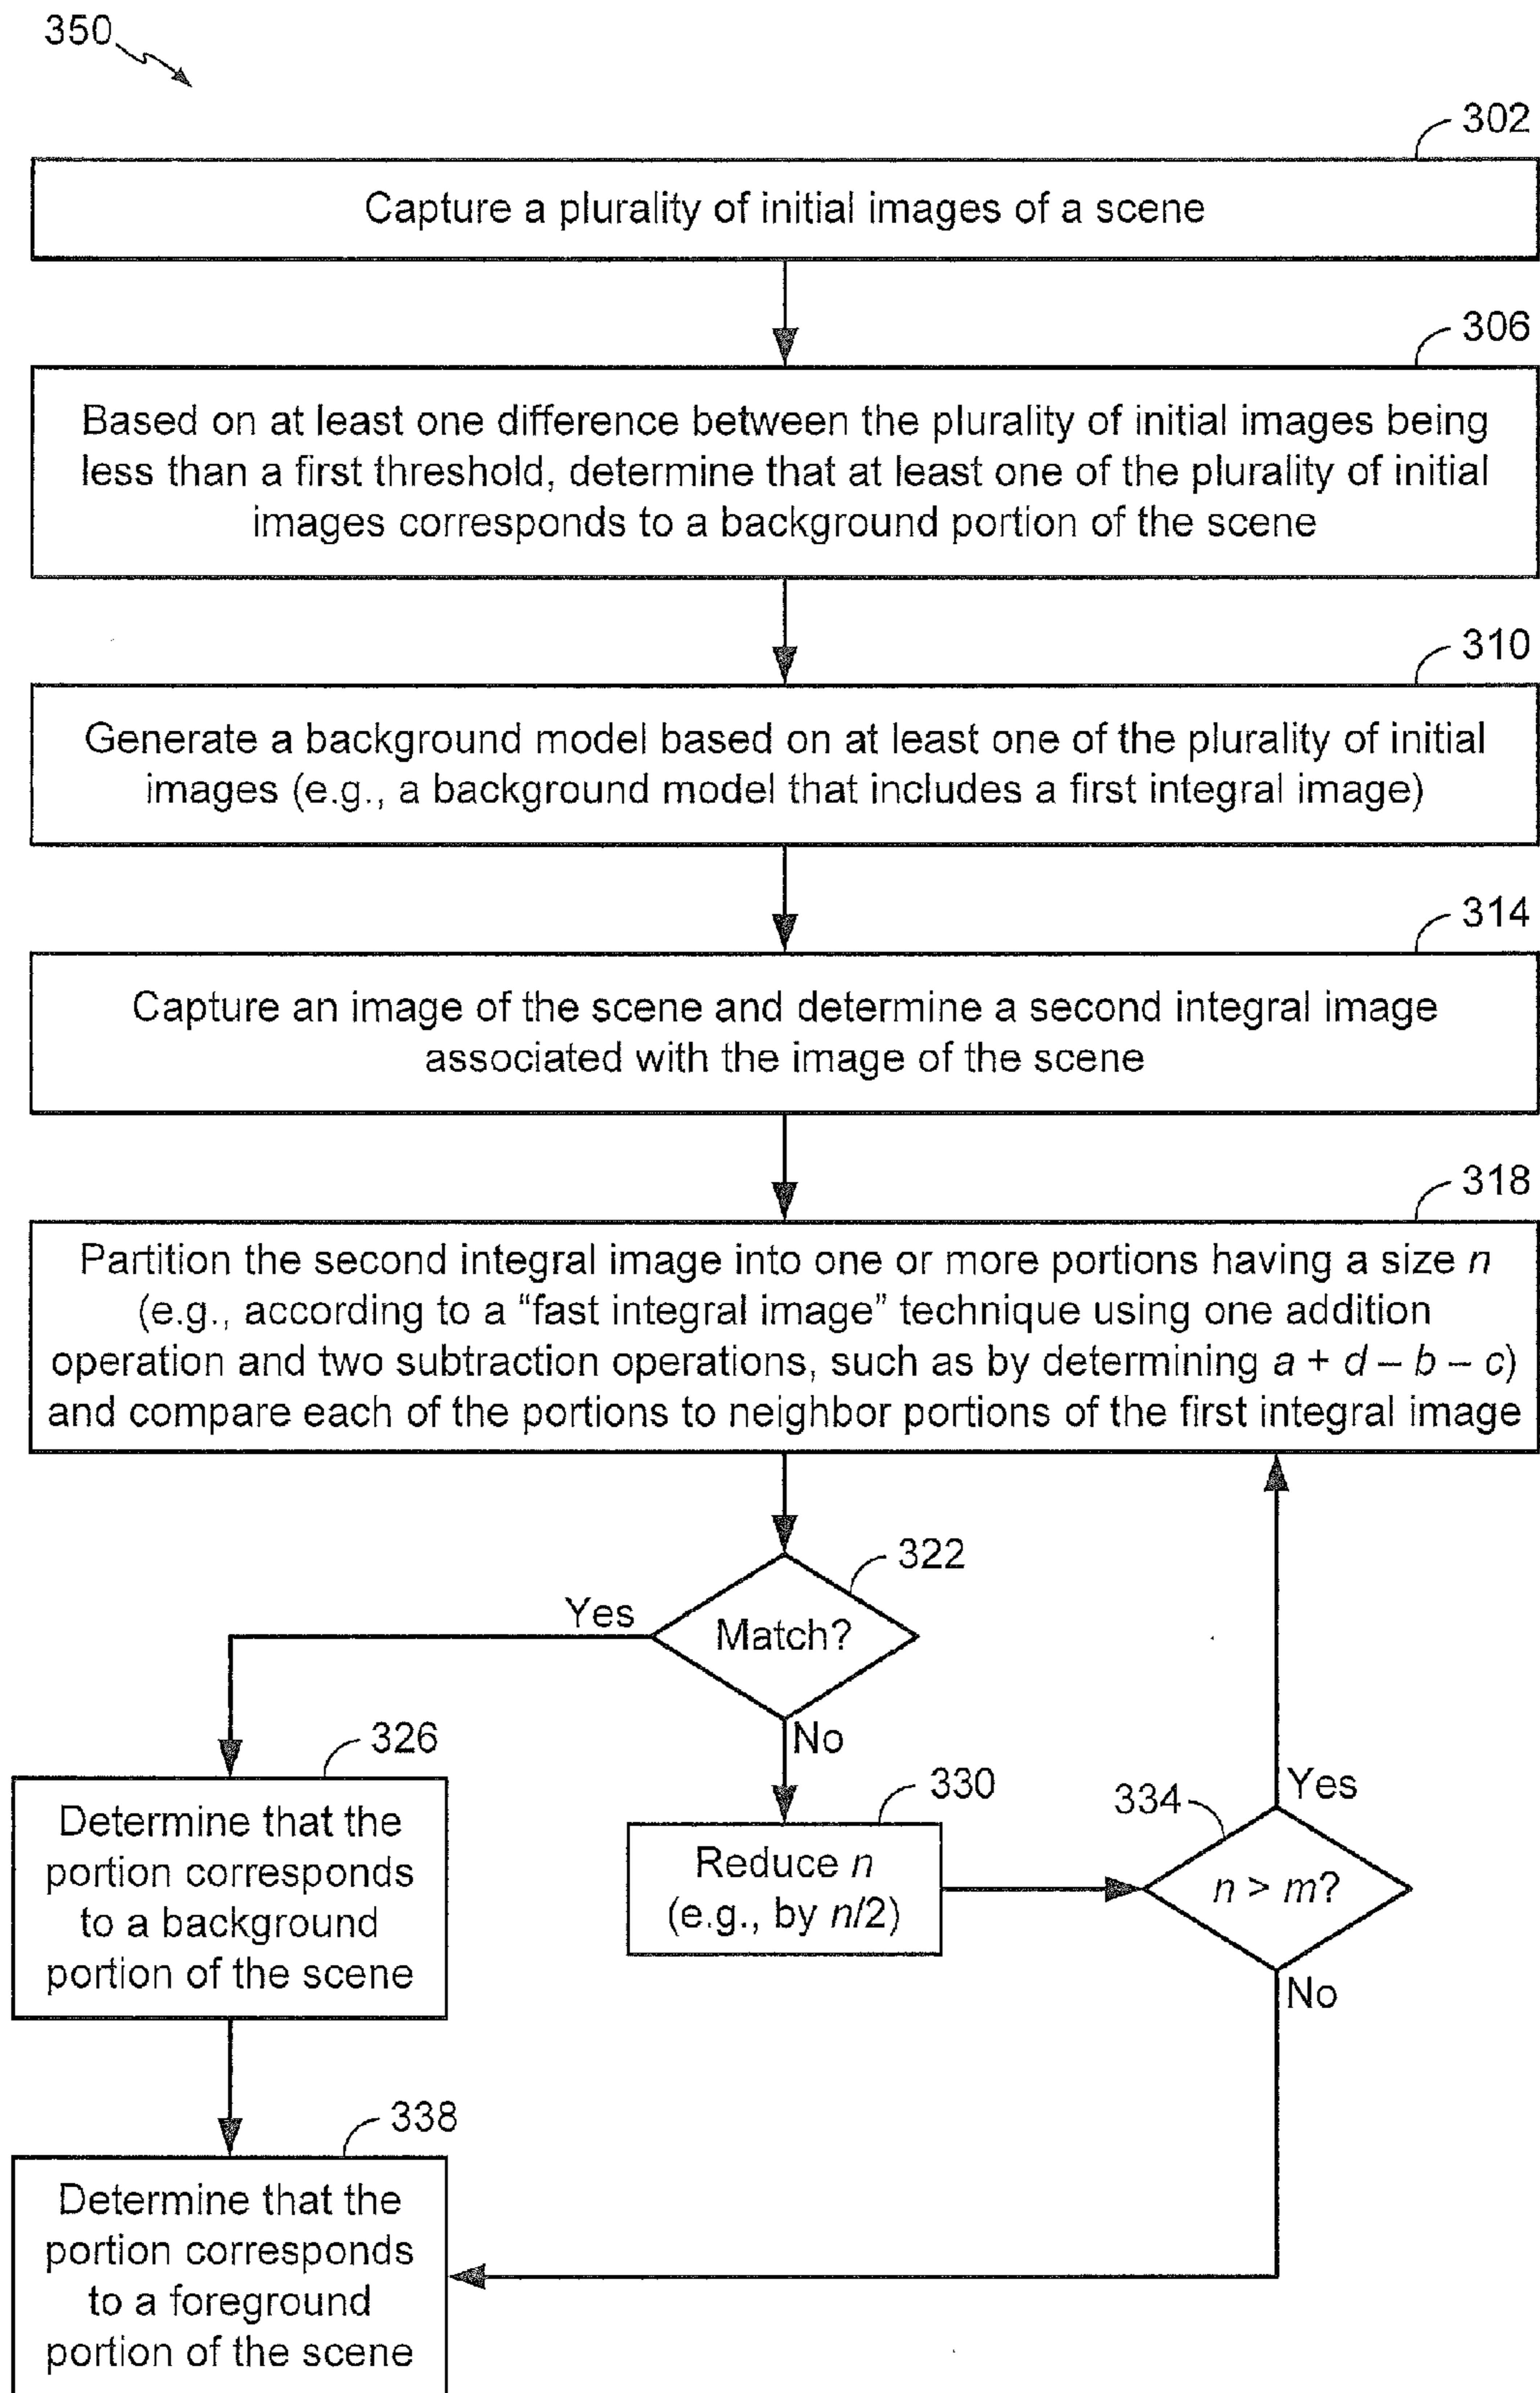 350
302
Capture a plurality of initial images of a scene
306
Based on at least one difference between the plurality of initial images being
less than a first threshold, determine that at least one of the plurality of initial
images corresponds to a background portion of the scene
310
Generate a background model based on at least one of the plurality of initial
images (e.g., a background model that includes a first integral image)
314
Capture an image of the scene and determine a second integral image
associated with the image of the scene
318
Partition the second integral image into one or more portions having a size n
(e.g., according to a “fast integral image” technique using one addition
operation and two subtraction operations, such as by determining a + d – b – c)
and compare each of the portions to neighbor portions of the first integral image
322
Yes
Match?
No
326
Determine that the
portion corresponds
to a background
portion of the scene
330
Reduce n
(e.g., by n/2)
334
Yes
n > m?
No
338
Determine that the
portion corresponds
to a foreground
portion of the scene